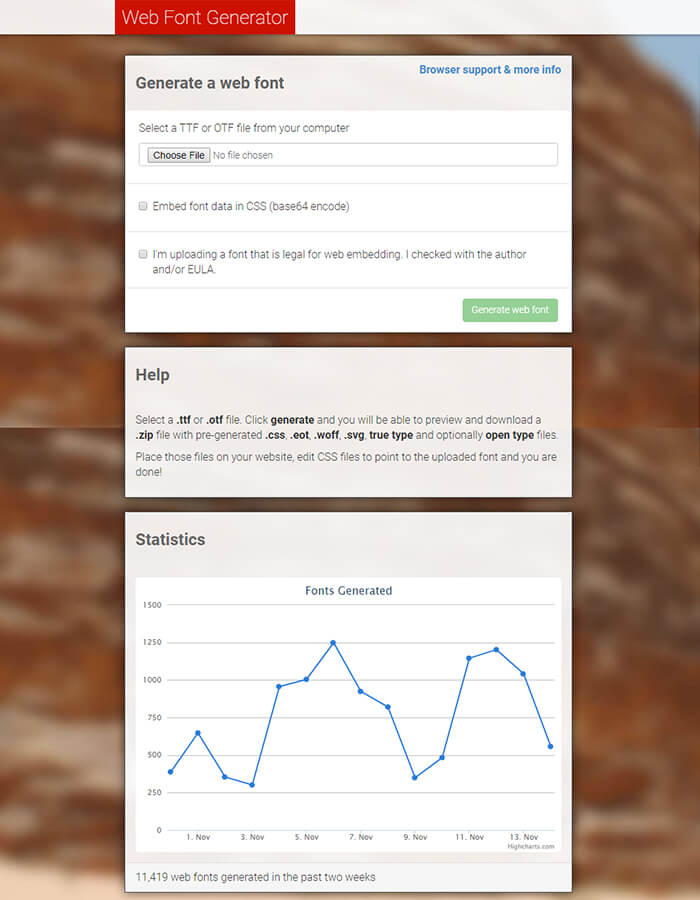 Web Font Generator
Generate a web font
Browser support & more info
Select a TTF or OTF file from your computer
Choose File No file chosen
Embed font data in CSS (base64 encode)
I'm uploading a font that is legal for web embedding. I checked with the author
and/or EULA.
Generate web font
Help
Select a .ttf or .otf file. Click generate and you will be able to preview and download a
.zip file with pre-generated .css, .eot, .woff, .svg, true type and optionally open type files.
Place those files on your website, edit CSS files to point to the uploaded font and you are
done!
Statistics
Fonts Generated
1500
1250
1000
750
500
250
0
1. Nov 3. Nov 5. Nov 7. Nov 9. Nov 11. Nov 13. Nov
Highcharts.com
11,419 web fonts generated in the past two weeks